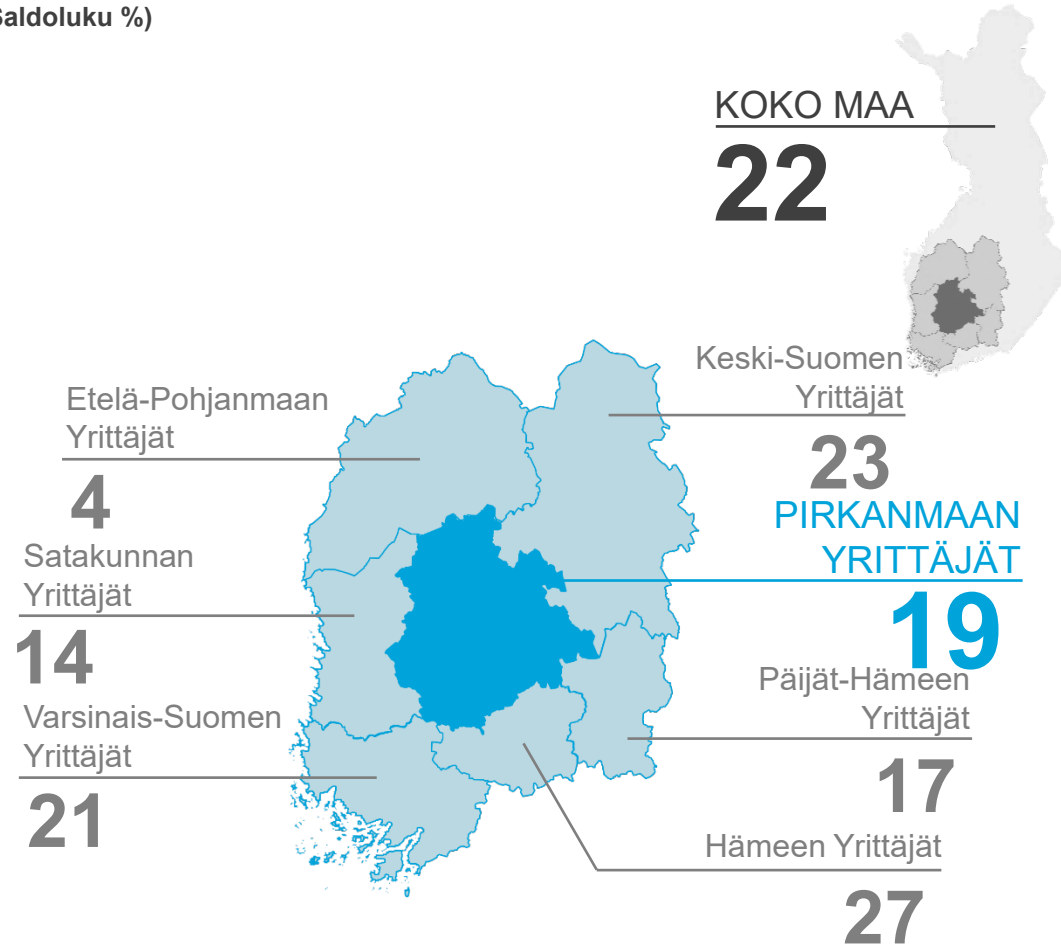 Saldoluku %)
KOKO MAA
22
Keski-Suomen
Yrittäjät
23
Etelä-Pohjanmaan
Yrittäjät
4
PIRKANMAAN
YRITTÄJÄT
19
Satakunnan
Yrittäjät
14
Päijät-Hämeen
Yrittäjät
17
Varsinais-Suomen
Yrittäjät
21
Hämeen Yrittäjät
27